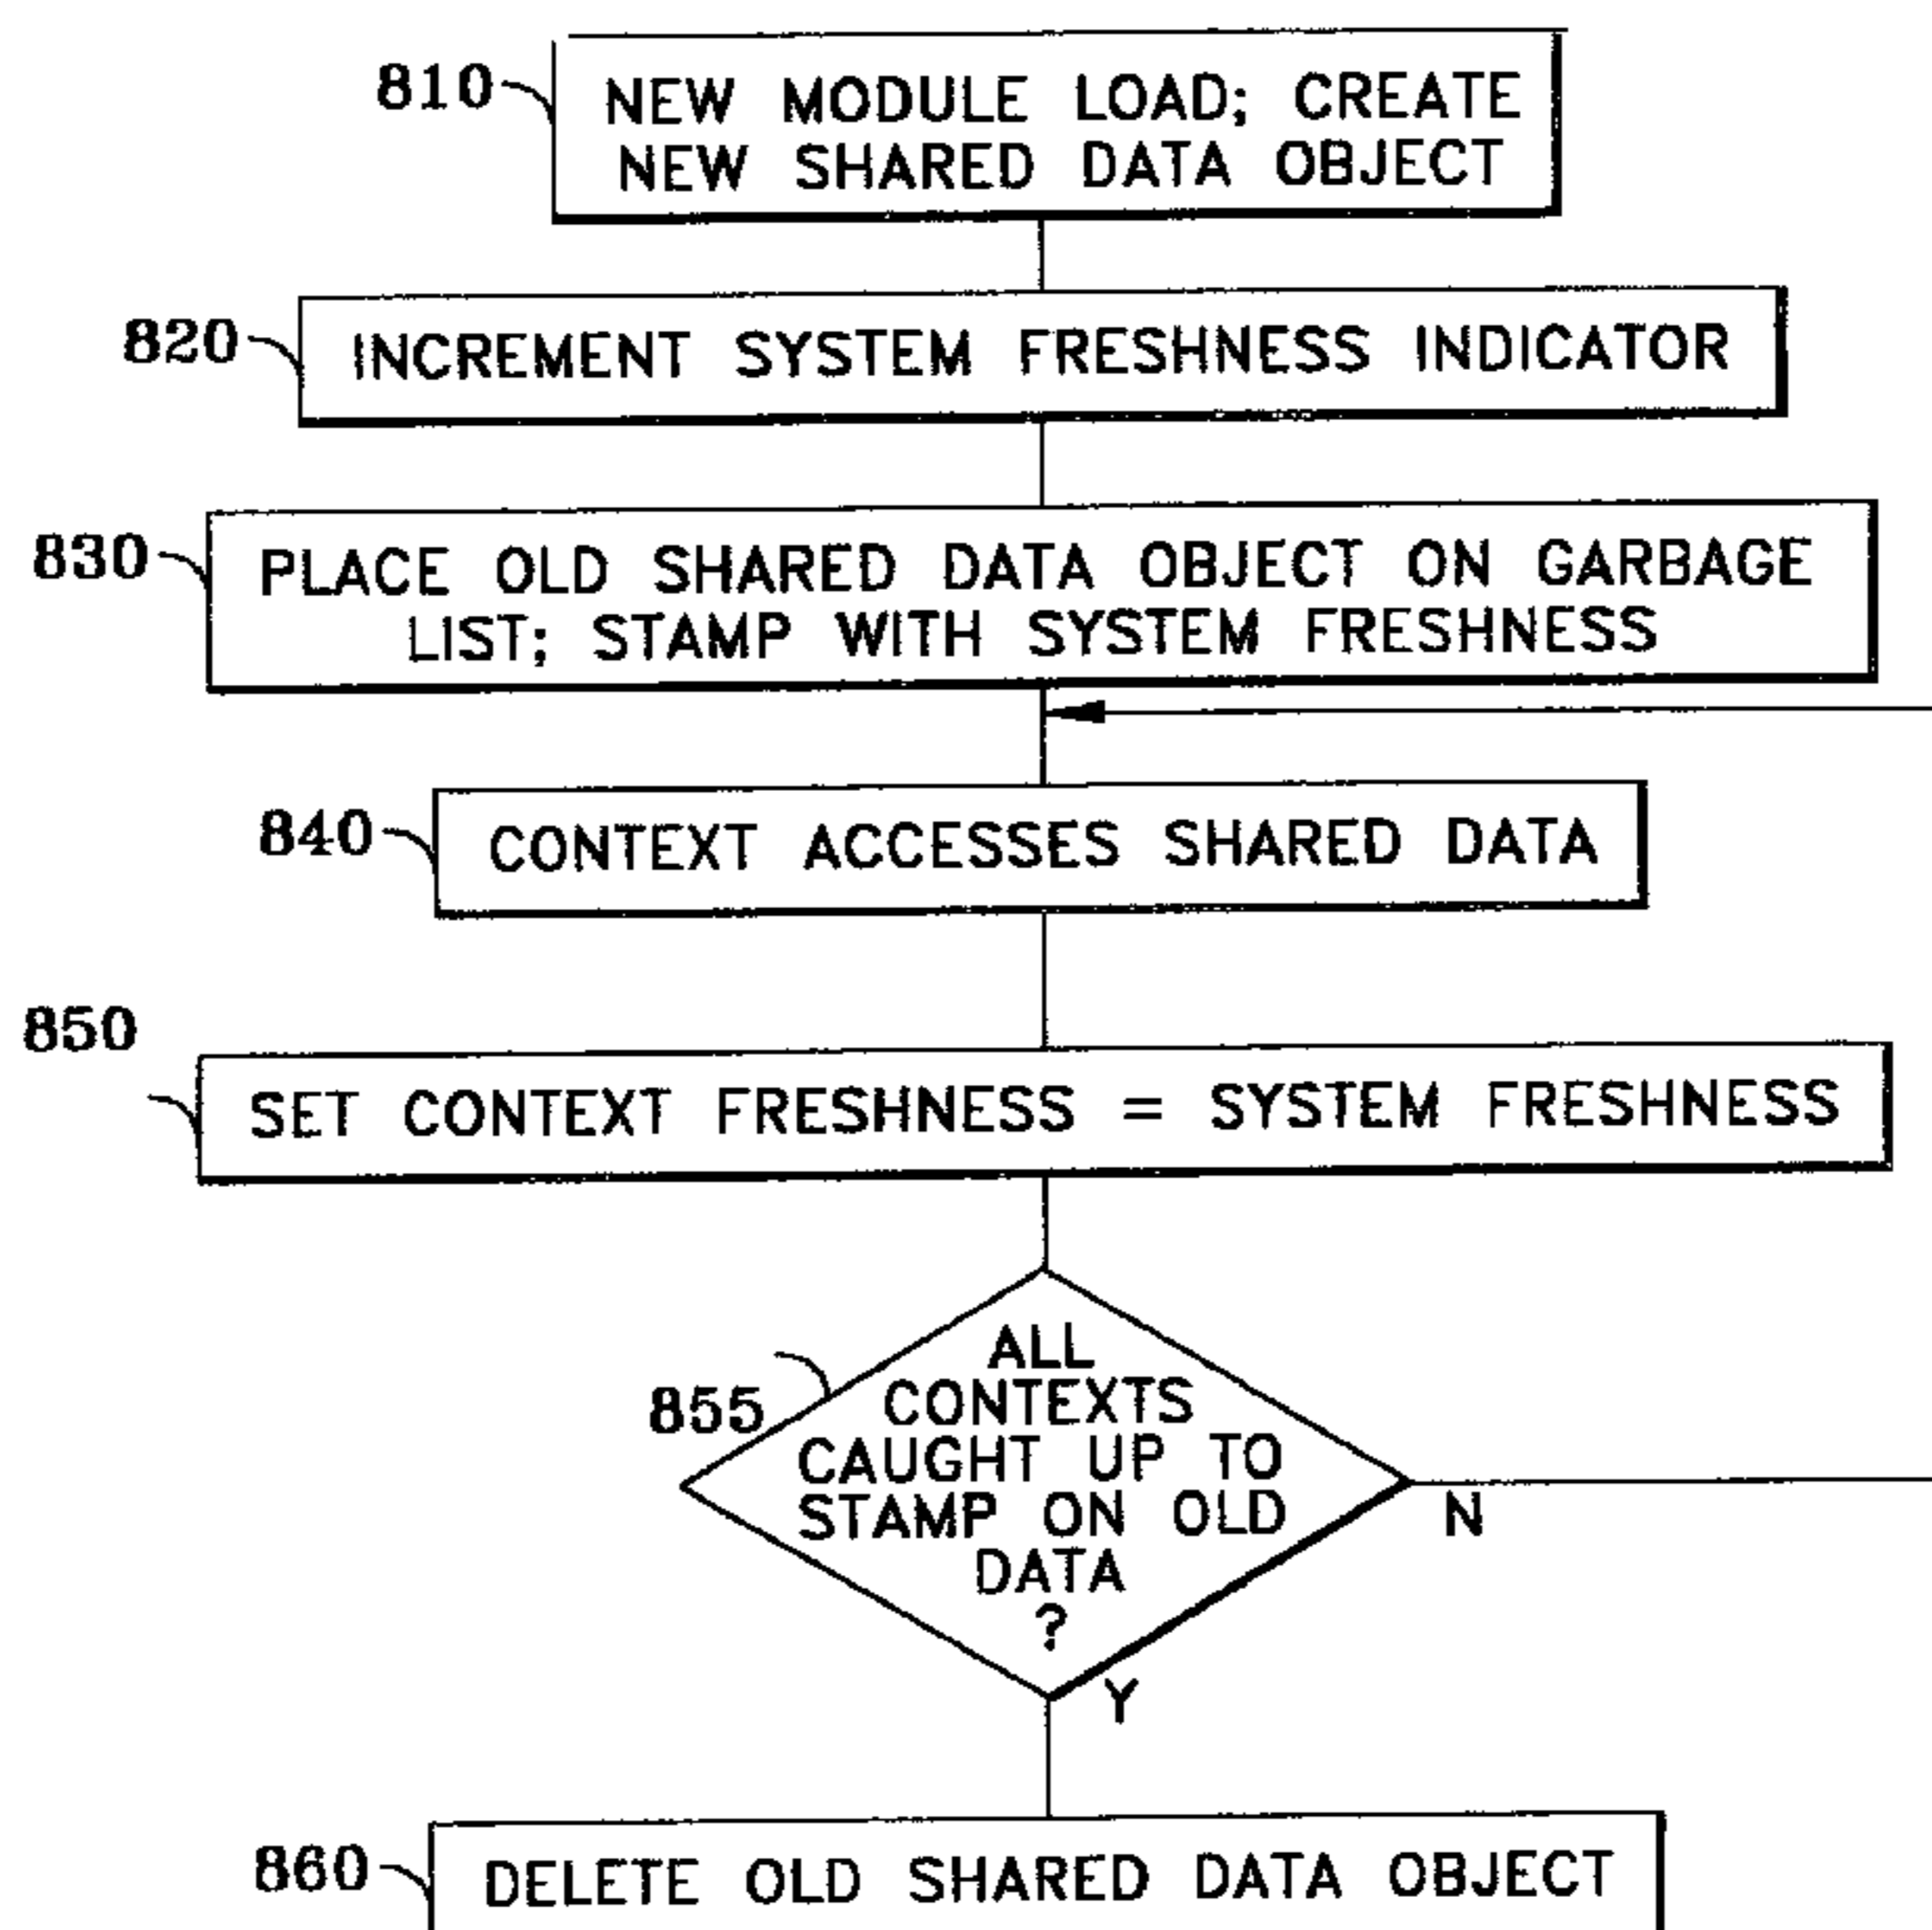 810
NEW MODULE LOAD; CREATE
NEW SHARED DATA OBJECT
820
INCREMENT SYSTEM FRESHNESS INDICATOR
830
PLACE OLD SHARED DATA OBJECT ON GARBAGE
LIST; STAMP WITH SYSTEM FRESHNESS
840
CONTEXT ACCESSES SHARED DATA
850
SET CONTEXT FRESHNESS = SYSTEM FRESHNESS
855
ALL
CONTEXTS
CAUGHT UP TO
STAMP ON OLD
DATA
?
N
Y
860
DELETE OLD SHARED DATA OBJECT